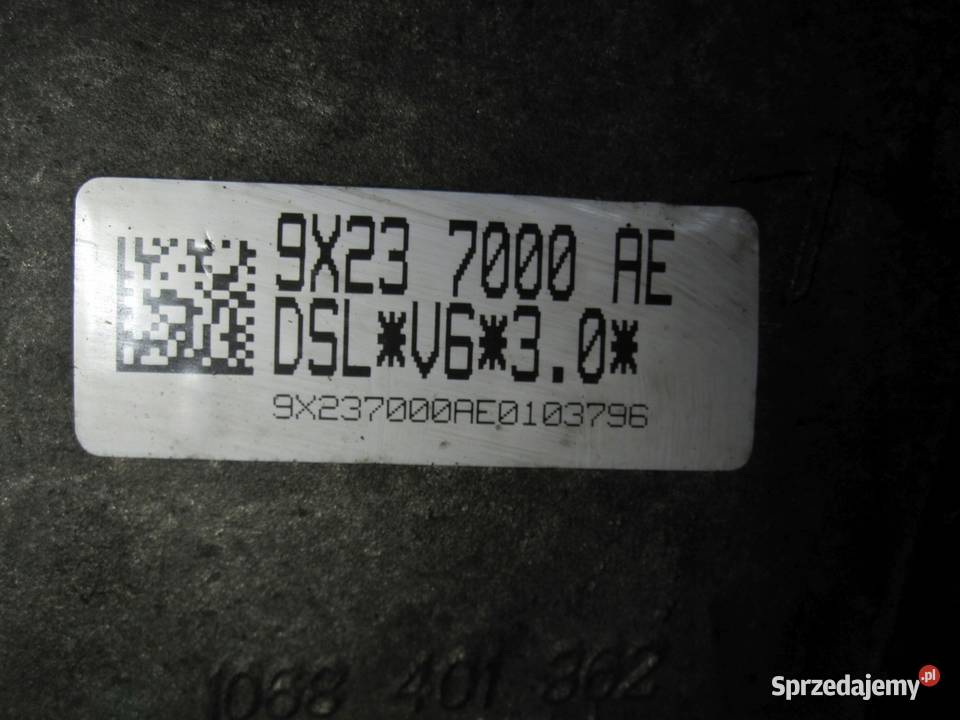 9X23 7000 AE
DSL*V6*3.0*
9X237000AE0103796
1068 401 862
Sprzedajemy.pl